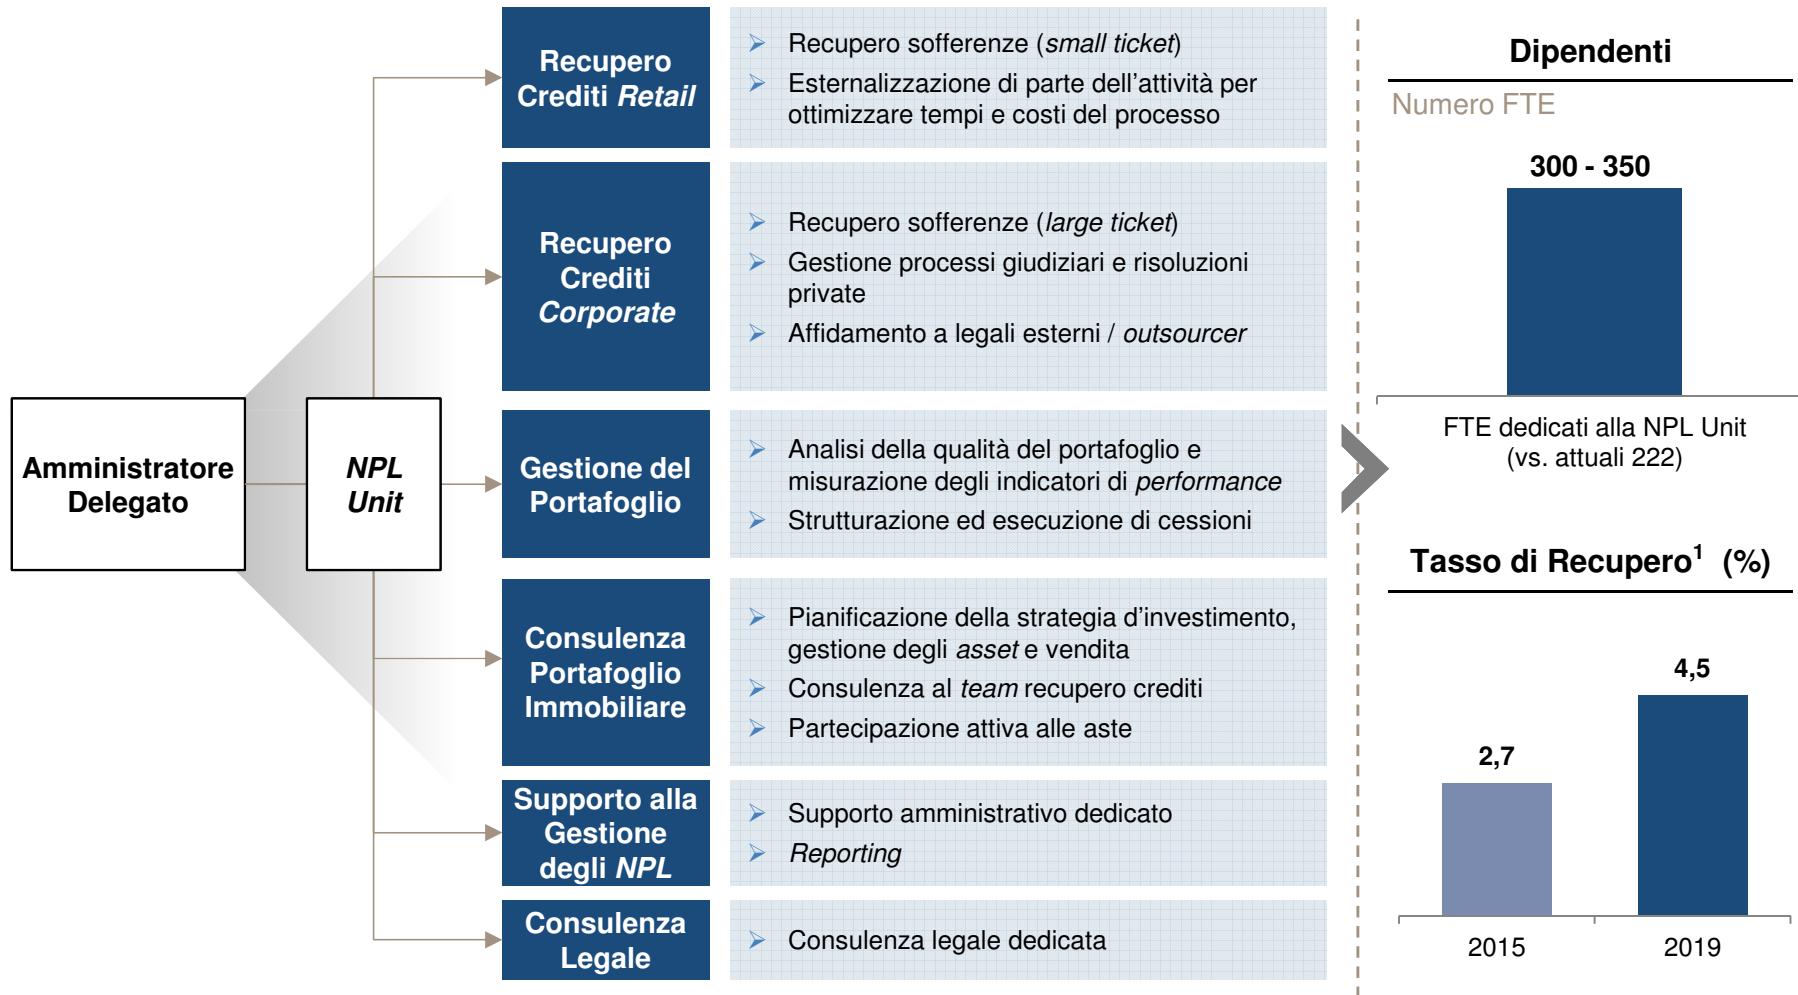 Amministratore
Delegato
NPL
Unit
Recupero
Crediti Retail
Recupero sofferenze (small ticket)
Esternalizzazione di parte dell'attività per
ottimizzare tempi e costi del processo
Recupero
Crediti
Corporate
Recupero sofferenze (large ticket)
Gestione processi giudiziari e risoluzioni
private
Affidamento a legali esterni / outsourcer
Gestione del
Portafoglio
Analisi della qualità del portafoglio e
misurazione degli indicatori di performance
Strutturazione ed esecuzione di cessioni
Consulenza
Portafoglio
Immobiliare
Pianificazione della strategia d'investimento,
gestione degli asset e vendita
Consulenza al team recupero crediti
Partecipazione attiva alle aste
Supporto alla
Gestione
degli NPL
Supporto amministrativo dedicato
Reporting
Consulenza
Legale
Consulenza legale dedicata
Dipendenti
Numero FTE
300 - 350
FTE dedicati alla NPL Unit
(vs. attuali 222)
Tasso di Recupero¹ (%)
2,7
4,5
2015
2019